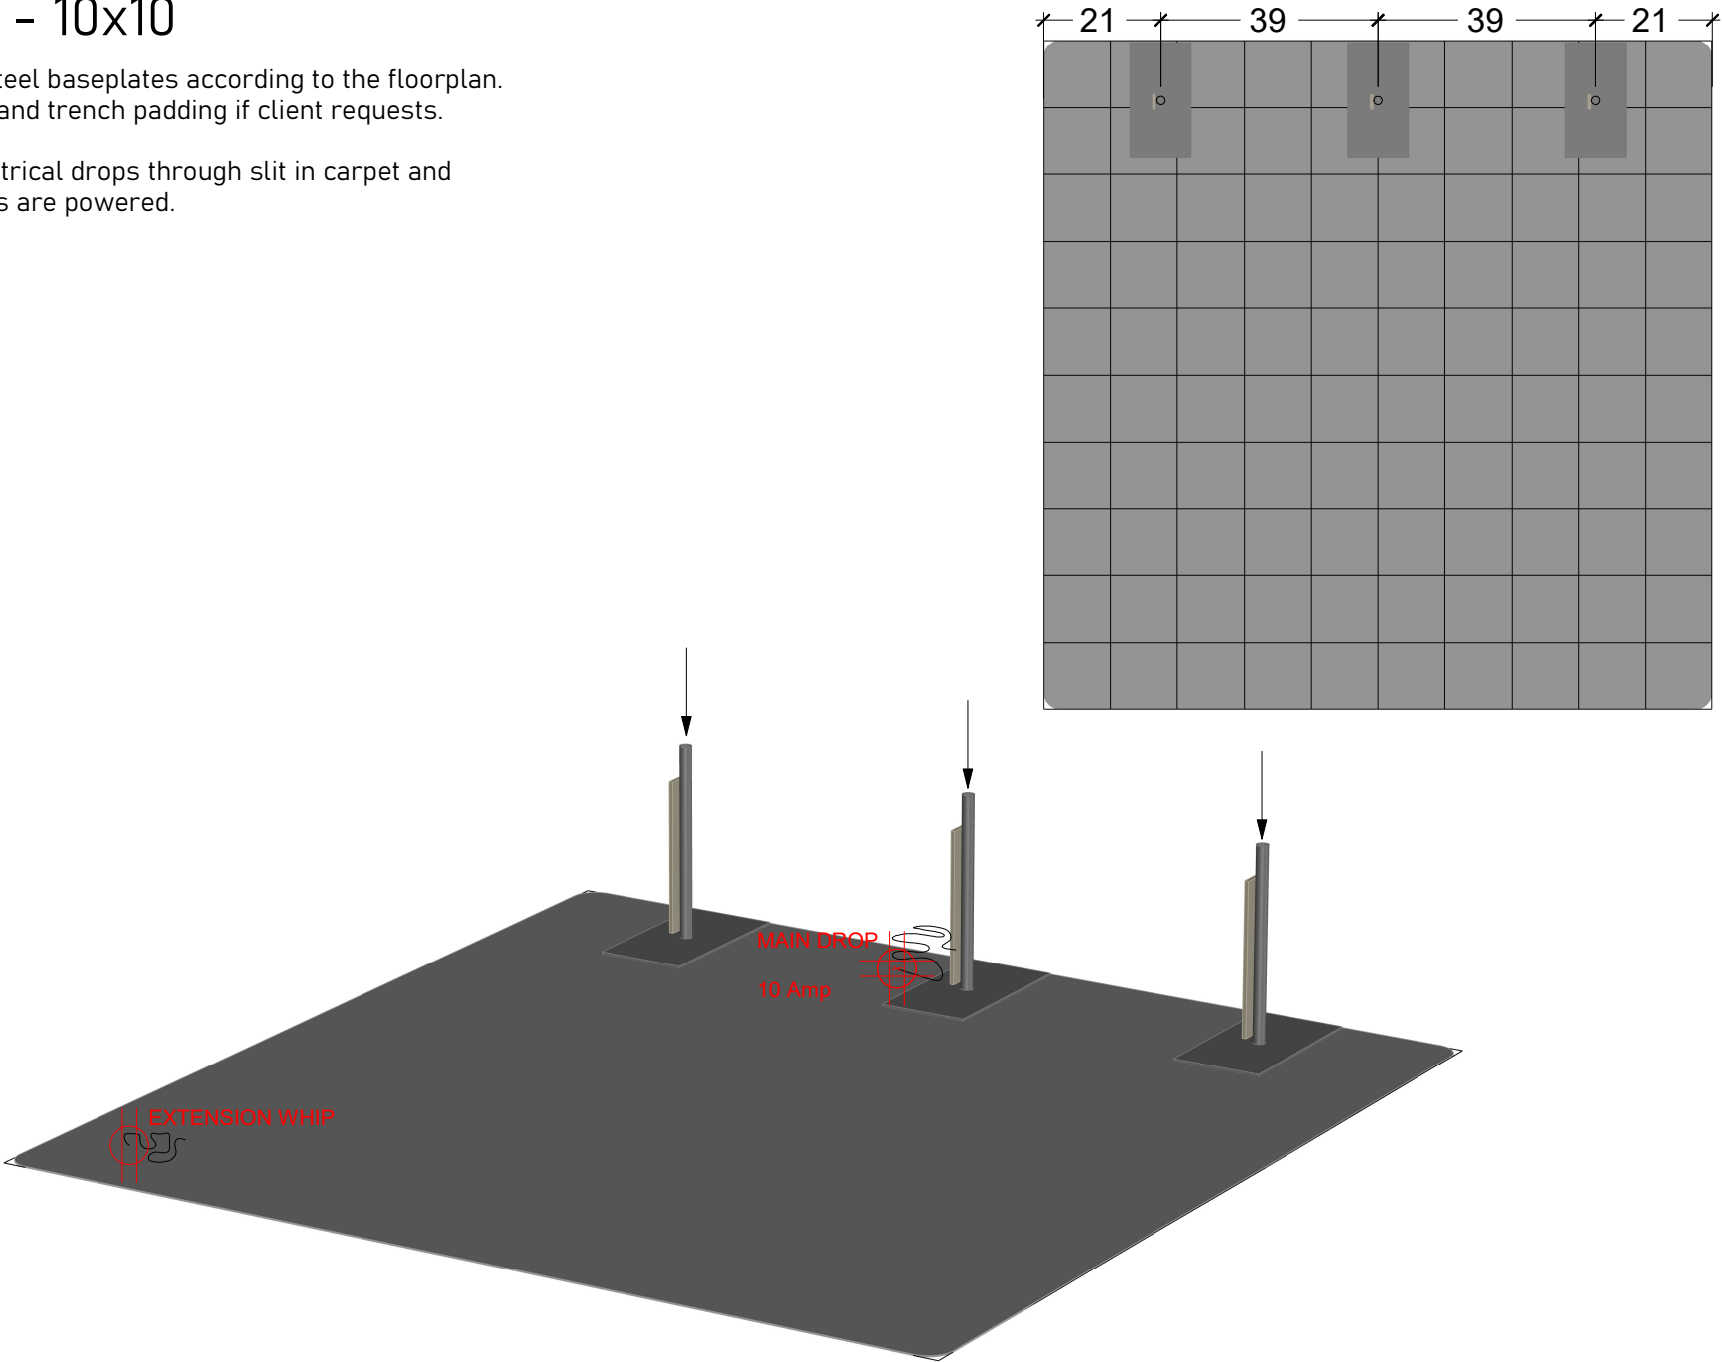 - 10x10
teel baseplates according to the floorplan.
and trench padding if client requests.
trical drops through slit in carpet and
s are powered.
21 39 39 21
MAIN DROP
10 Amp
EXTENSION WHIP